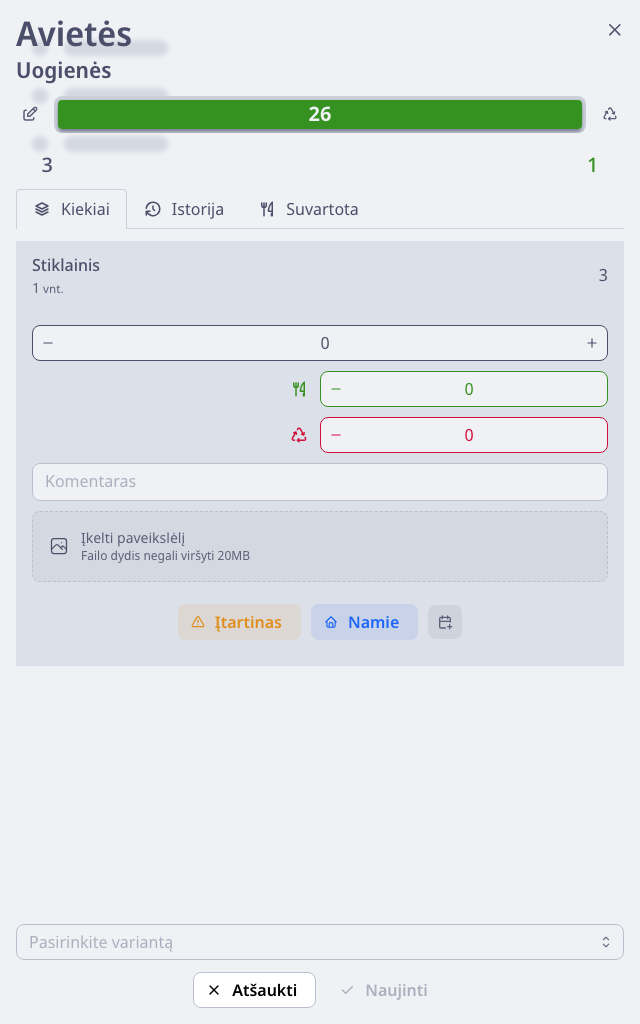 Avietės
Uogienės
26
3 1
Kiekiai Istorija Suvartota
Stiklainis
1 vnt.
3
0
0
0
Komentaras
Įkelti paveikslėlį
Failo dydis negali viršyti 20MB
Įtartinas Namie
Pasirinkite variantą
Atšaukti Naujinti